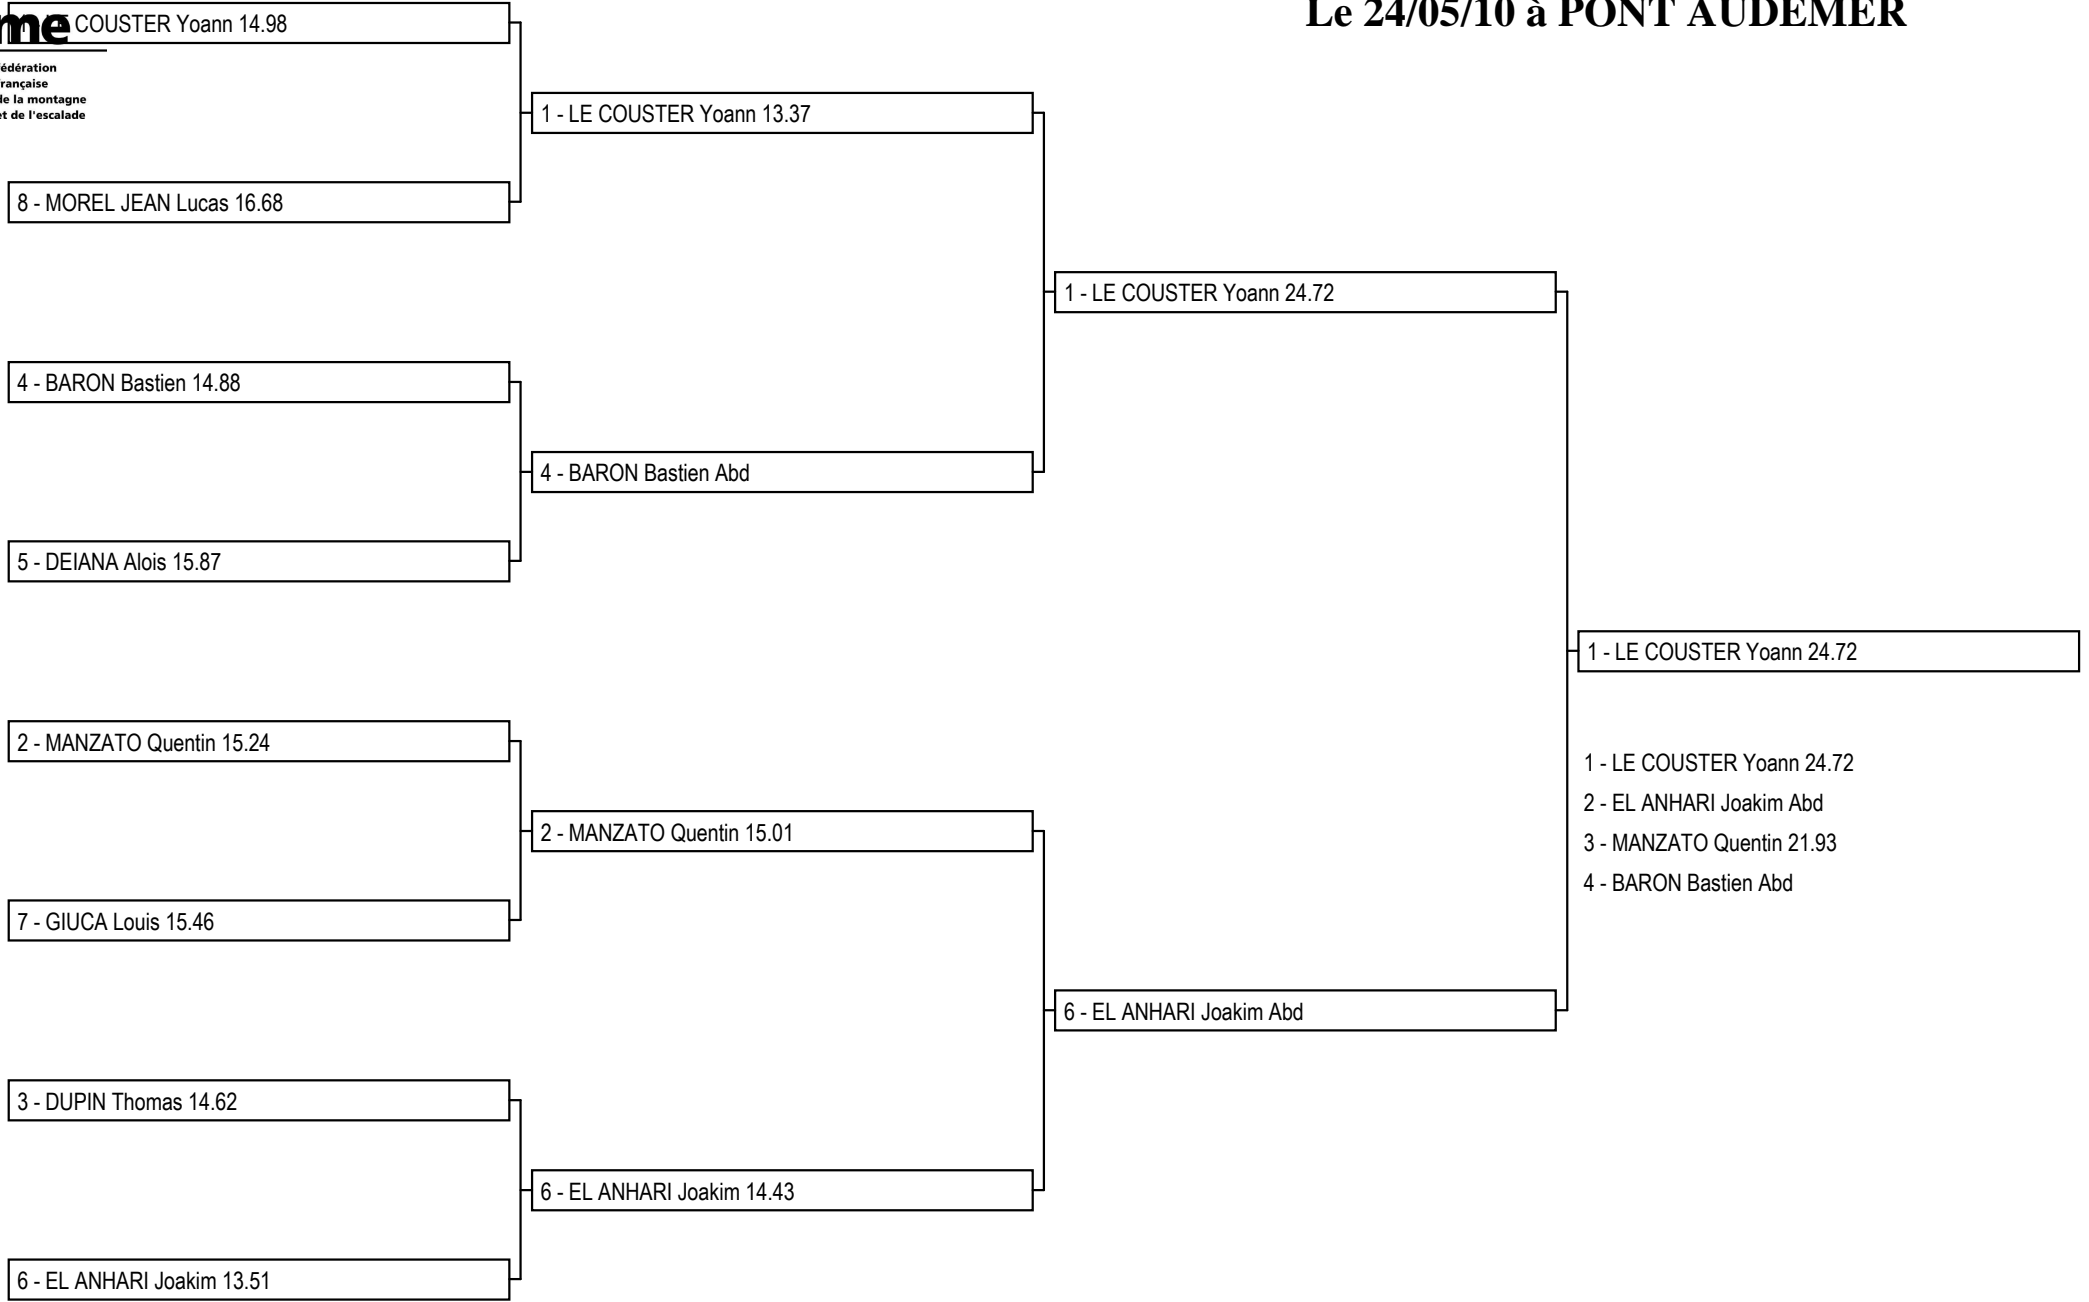 me
COUSTER Yoann 14.98
Le 24/05/10 à PONT AUDEMER
édération
rançaise
de la montagne
et de l'escalade
1 - LE COUSTER Yoann 13.37
8 - MOREL JEAN Lucas 16.68
1 - LE COUSTER Yoann 24.72
4 - BARON Bastien 14.88
4 - BARON Bastien Abd
5 - DEIANA Alois 15.87
1 - LE COUSTER Yoann 24.72
2 - MANZATO Quentin 15.24
1 - LE COUSTER Yoann 24.72
2 - EL ANHARI Joakim Abd
3 - MANZATO Quentin 21.93
4 - BARON Bastien Abd
2 - MANZATO Quentin 15.01
7 - GIUCA Louis 15.46
6 - EL ANHARI Joakim Abd
3 - DUPIN Thomas 14.62
6 - EL ANHARI Joakim 14.43
6 - EL ANHARI Joakim 13.51